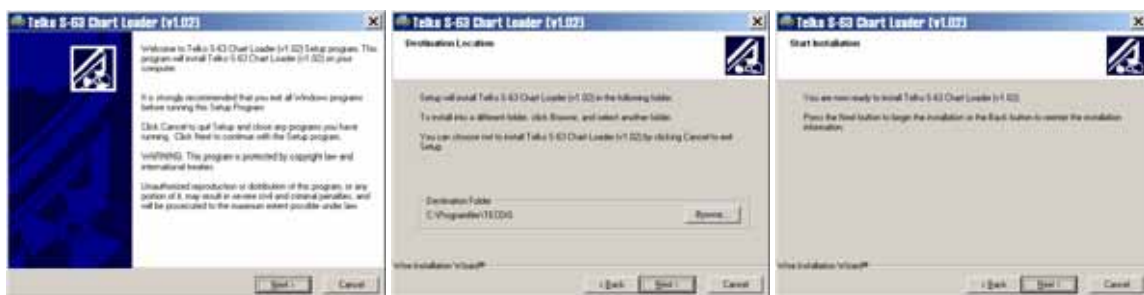 Telko S-63 Chart Loader (v1.02)
Welcome to Telko S-63 Chart Loader (v1.02) Setup program. This
program will install Telko S-63 Chart Loader (v1.02) on your
computer.
It is strongly recommended that you exit all Windows programs
before running this Setup Program.
Click Cancel to quit Setup and close any programs you have
running. Click Next to continue with the Setup program.
WARNING: This program is protected by copyright law and
international treaties.
Unauthorized reproduction or distribution of this program, or any
portion of it, may result in severe civil and criminal penalties, and
will be prosecuted to the maximum extent possible under law.
Next >
Cancel
Telko S-63 Chart Loader (v1.02)
Destination Location
Setup will install Telko S-63 Chart Loader (v1.02) in the following folder.
To install into a different folder, click Browse, and select another folder.
You can choose not to install Telko S-63 Chart Loader (v1.02) by clicking Cancel to exit
Setup.
Destination Folder
C:\Programfiler\TECDIS
Browse...
Wise Installation Wizard®
< Back
Next >
Cancel
Telko S-63 Chart Loader (v1.02)
Start Installation
You are now ready to install Telko S-63 Chart Loader (v1.02).
Press the Next button to begin the installation or the Back button to reenter the installation
information.
Wise Installation Wizard®
< Back
Next >
Cancel